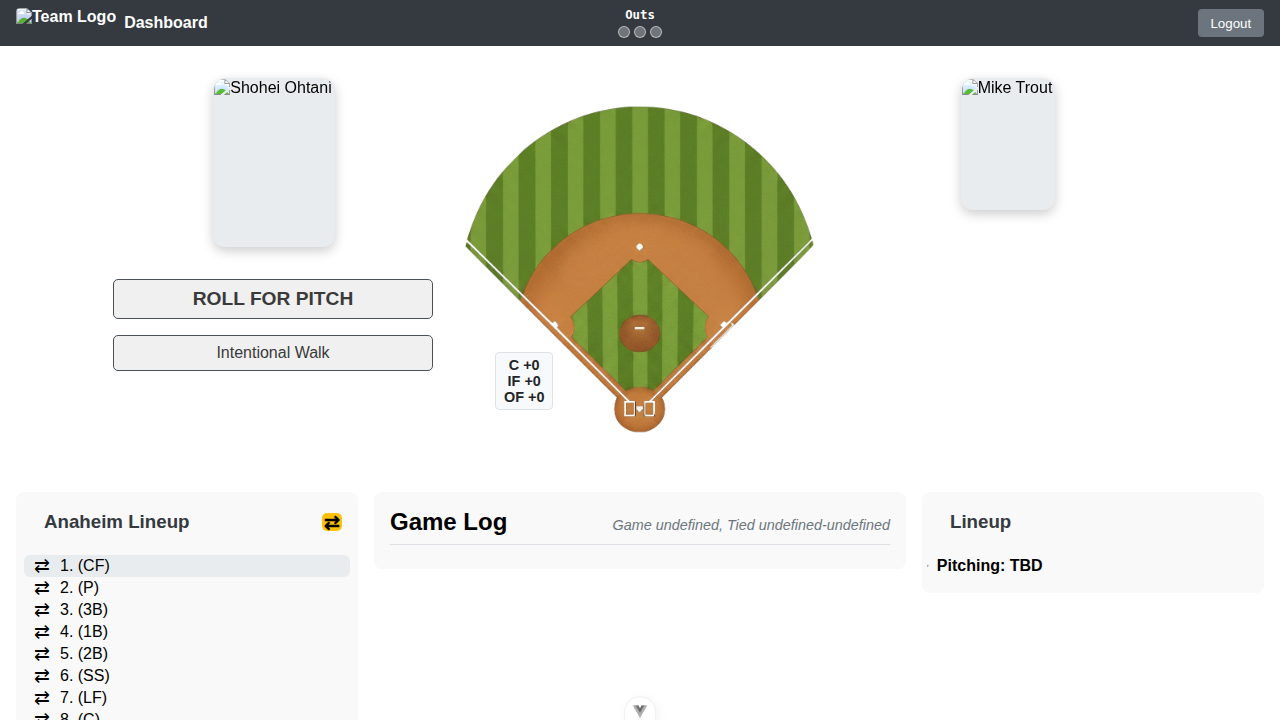 Team Logo Dashboard
Outs
Logout
Shohei Ohtani
Mike Trout
ROLL FOR PITCH
Intentional Walk
C +0
IF +0
OF +0
Anaheim Lineup
⇄ 1. (CF)
⇄ 2. (P)
⇄ 3. (3B)
⇄ 4. (1B)
⇄ 5. (2B)
⇄ 6. (SS)
⇄ 7. (LF)
⇄ 8. (C)
Game Log
Game undefined, Tied undefined-undefined
Lineup
· Pitching: TBD